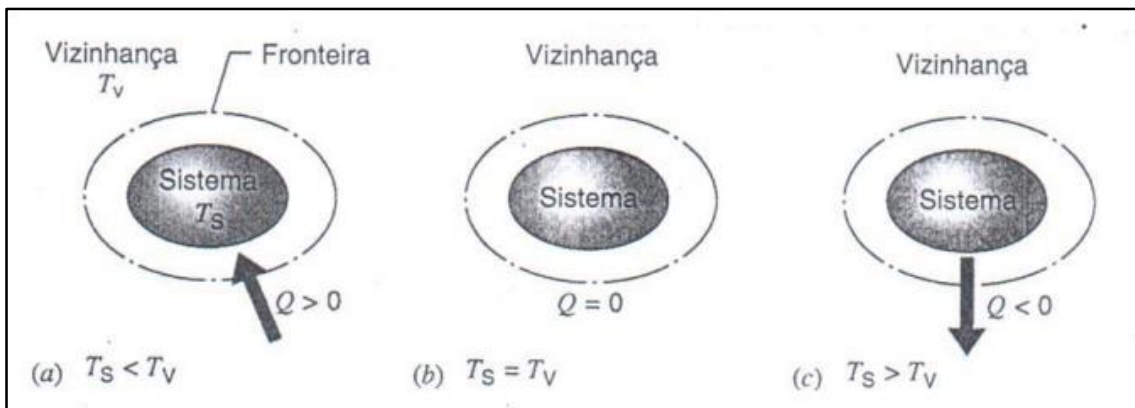 Vizinhança
T_V
Fronteira
Sistema
T_S
Q > 0
(a) T_S < T_V
Vizinhança
Sistema
Q = 0
(b) T_S = T_V
Vizinhança
Sistema
Q < 0
(c) T_S > T_V